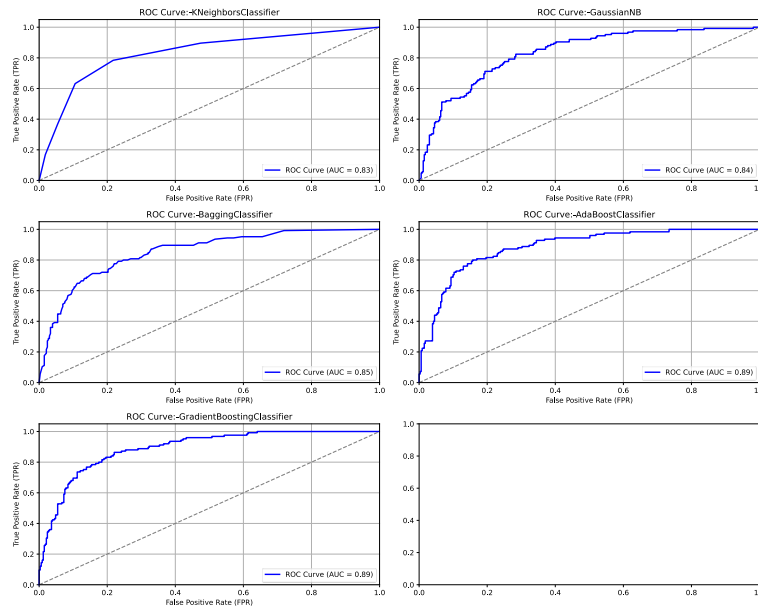 ROC Curve:-KNeighborsClassifier
1.0
0.8
0.6
0.4
0.2
0.0
True Positive Rate (TPR)
ROC Curve (AUC = 0.83)
0.0 0.2 0.4 0.6 0.8 1.0
False Positive Rate (FPR)
ROC Curve:-GaussianNB
1.0
0.8
0.6
0.4
0.2
0.0
True Positive Rate (TPR)
ROC Curve (AUC = 0.84)
0.0 0.2 0.4 0.6 0.8 1.0
False Positive Rate (FPR)
ROC Curve:-BaggingClassifier
1.0
0.8
0.6
0.4
0.2
0.0
True Positive Rate (TPR)
ROC Curve (AUC = 0.85)
0.0 0.2 0.4 0.6 0.8 1.0
False Positive Rate (FPR)
ROC Curve:-AdaBoostClassifier
1.0
0.8
0.6
0.4
0.2
0.0
True Positive Rate (TPR)
ROC Curve (AUC = 0.89)
0.0 0.2 0.4 0.6 0.8 1.0
False Positive Rate (FPR)
ROC Curve:-GradientBoostingClassifier
1.0
0.8
0.6
0.4
0.2
0.0
True Positive Rate (TPR)
ROC Curve (AUC = 0.89)
0.0 0.2 0.4 0.6 0.8 1.0
False Positive Rate (FPR)
1.0
0.8
0.6
0.4
0.2
0.0
0.0 0.2 0.4 0.6 0.8 1.0